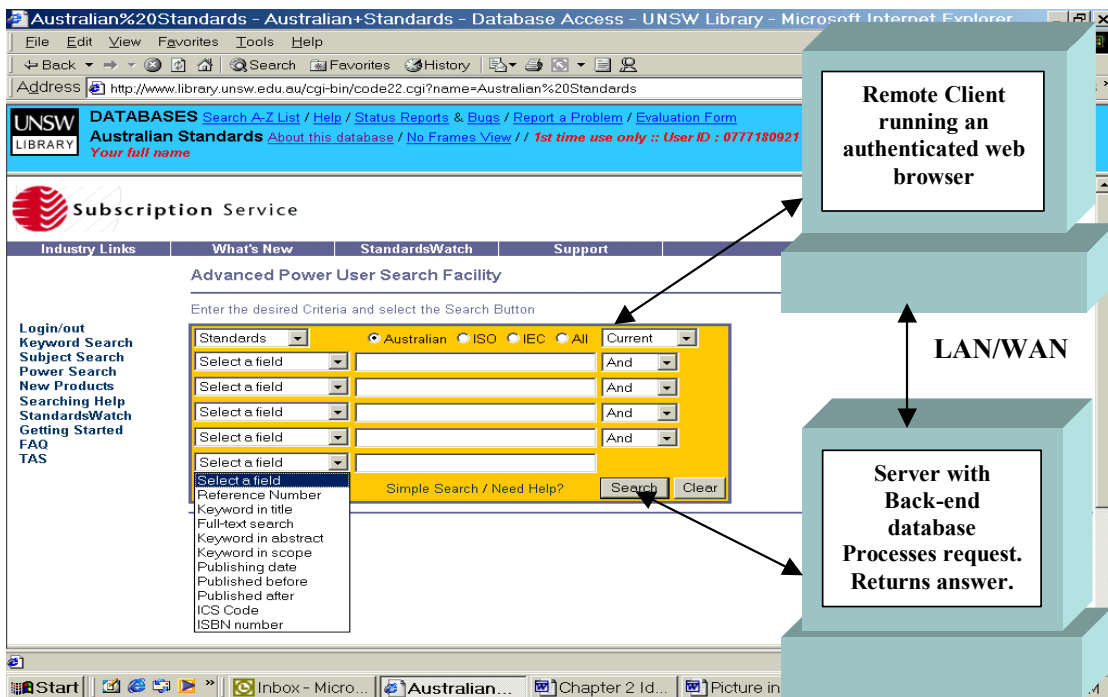 Australian%20Standards - Australian+Standards - Database Access - UNSW Library - Microsoft Internet Explorer
File Edit View Favorites Tools Help
Back Search Favorites History
Address http://www.library.unsw.edu.au/cgi-bin/code22.cgi?name=Australian%20Standards
UNSW LIBRARY
DATABASES Search A-Z List / Help / Status Reports & Bugs / Report a Problem / Evaluation Form
Australian Standards About this database / No Frames View // 1st time use only :: User ID : 0777180921
Your full name
Subscription Service
Industry Links What's New StandardsWatch Support
Advanced Power User Search Facility
Enter the desired Criteria and select the Search Button
Login/out
Keyword Search
Subject Search
Power Search
New Products
Searching Help
StandardsWatch
Getting Started
FAQ
TAS
Standards Australian ISO IEC All Current
Select a field And
Select a field And
Select a field And
Select a field And
Select a field
Select a field
Reference Number
Keyword in title
Full-text search
Keyword in abstract
Keyword in scope
Publishing date
Published before
Published after
ICS Code
ISBN number
Simple Search / Need Help? Search Clear
Remote Client
running an
authenticated web
browser
LAN/WAN
Server with
Back-end
database
Processes request.
Returns answer.
Start » Inbox - Micro... Australian... Chapter 2 Id... Picture in